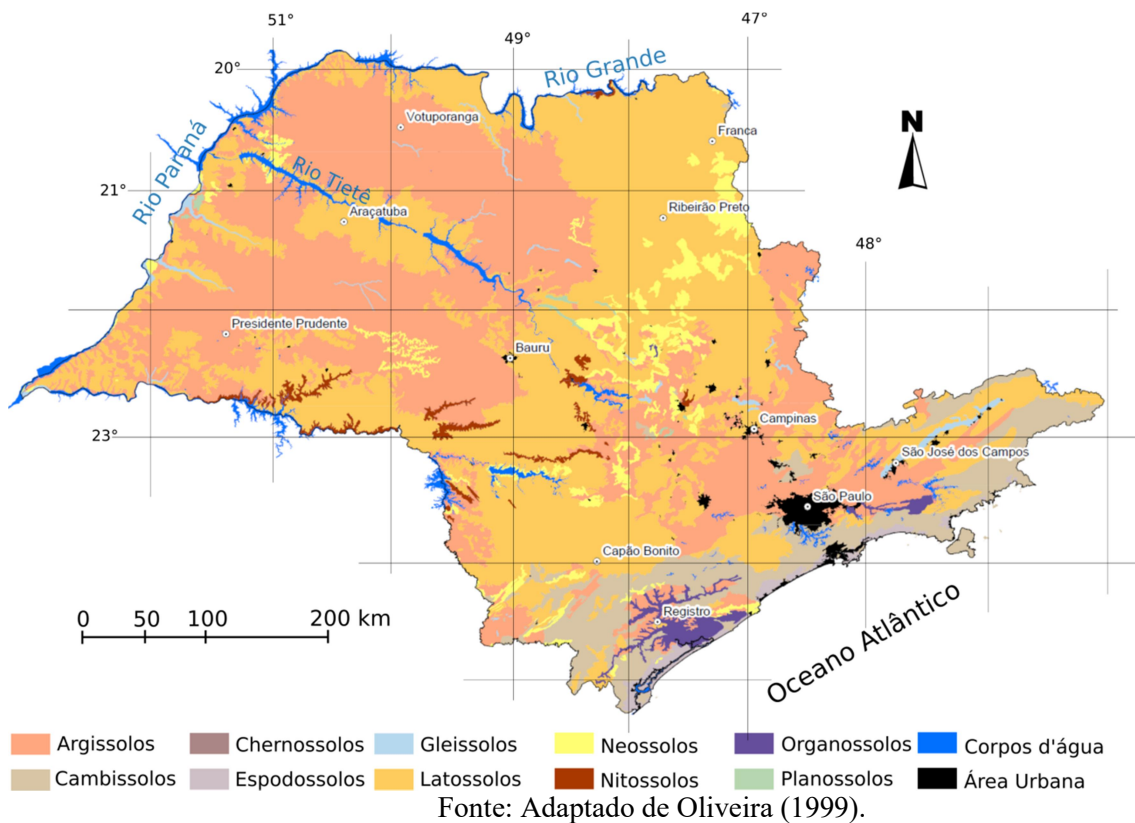 51°
47°
49°
20°
Rio Grande
Votuporanga
N
Franca
Rio Paraná
Rio Tietê
21°
Araçatuba
Ribeirão Preto
48°
Presidente Prudente
Bauru
Campinas
23°
São José dos Campos
São Paulo
Capão Bonito
Registro
0 50 100 200 km
Oceano Atlântico
Argissolos Chernossolos Gleissolos Neossolos Organossolos Corpos d'água
Cambissolos Espodossolos Latossolos Nitossolos Planossolos Área Urbana
Fonte: Adaptado de Oliveira (1999).